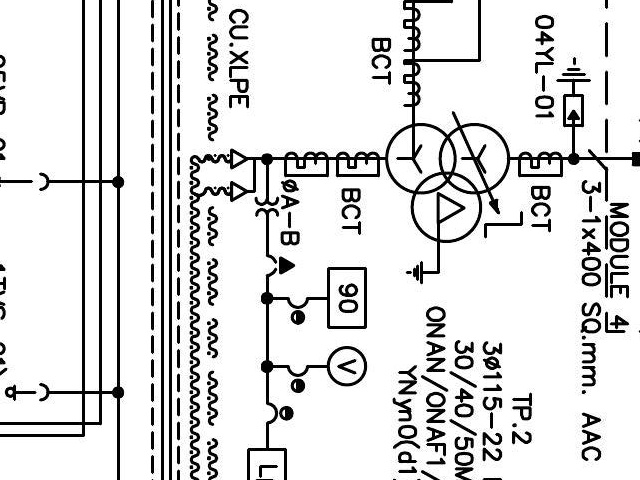 MODULE 4
3-1x400 SQ.mm. AAC
04YL-01
BCT
TP.2
3ø115-22
30/40/50M
ONAN/ONAF1/
YNyn0(d1
BCT
BCT
90
V
øA-B
CU.XLPE